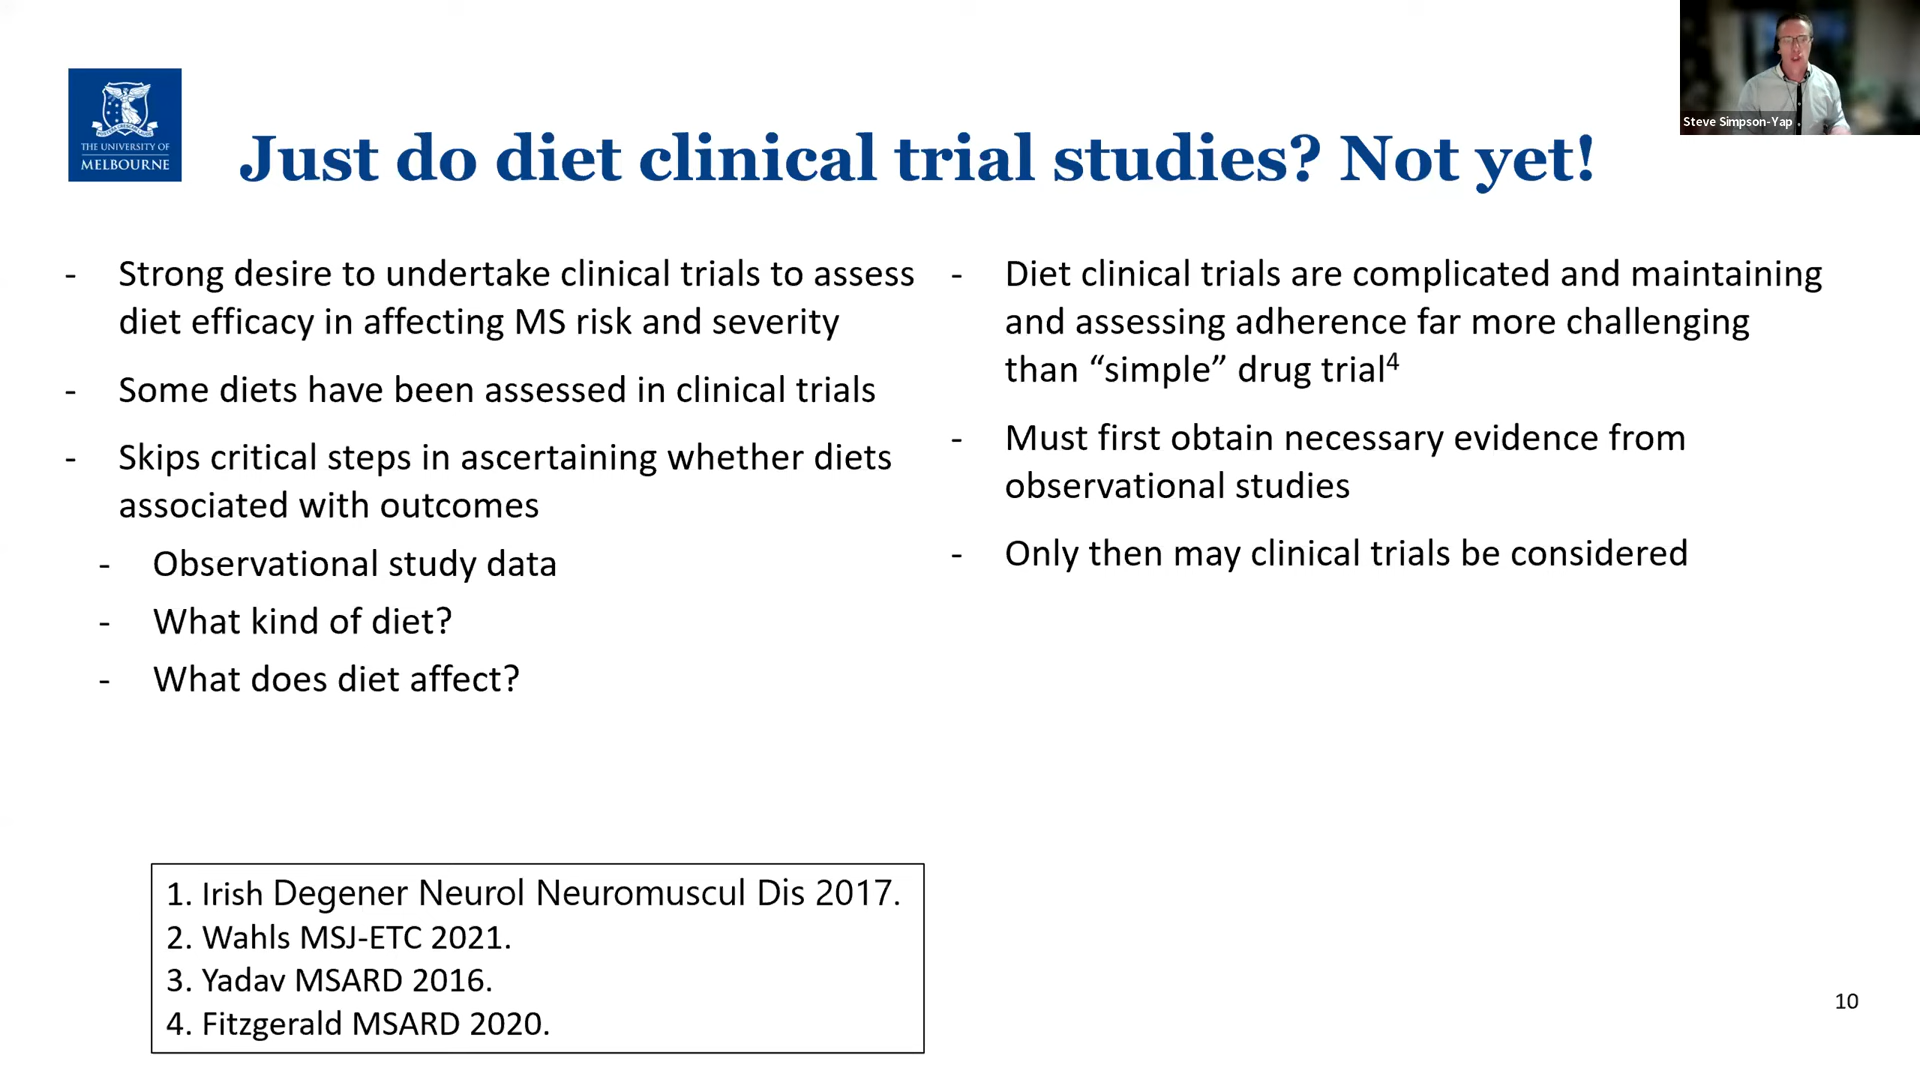 THE UNIVERSITY OF
MELBOURNE
Just do diet clinical trial studies? Not yet!
Steve Simpson-Yap
- Strong desire to undertake clinical trials to assess
diet efficacy in affecting MS risk and severity
- Some diets have been assessed in clinical trials
- Skips critical steps in ascertaining whether diets
associated with outcomes
- Observational study data
- What kind of diet?
- What does diet affect?
- Diet clinical trials are complicated and maintaining
and assessing adherence far more challenging
than “simple” drug trial⁴
- Must first obtain necessary evidence from
observational studies
- Only then may clinical trials be considered
1. Irish Degener Neurol Neuromuscul Dis 2017.
2. Wahls MSJ-ETC 2021.
3. Yadav MSARD 2016.
4. Fitzgerald MSARD 2020.
10